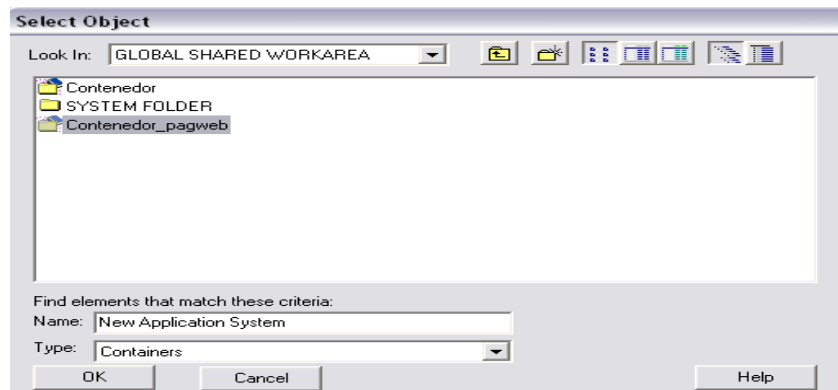 Select Object
Look In: GLOBAL SHARED WORKAREA
Contenedor
SYSTEM FOLDER
Contenedor_pagweb
Find elements that match these criteria:
Name: New Application System
Type: Containers
OK Cancel Help